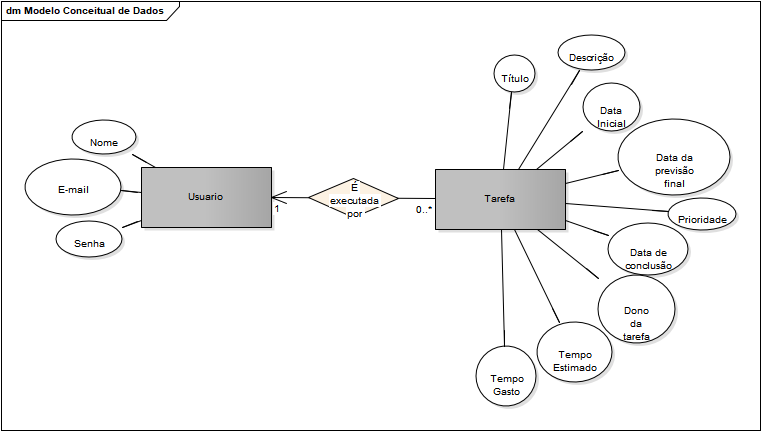 dm Modelo Conceitual de Dados
Nome
E-mail
Senha
Usuario
1
É
executada
por
0..*
Tarefa
Título
Descrição
Data
Inicial
Data da
previsão
final
Prioridade
Data de
conclusão
Dono
da
tarefa
Tempo
Estimado
Tempo
Gasto